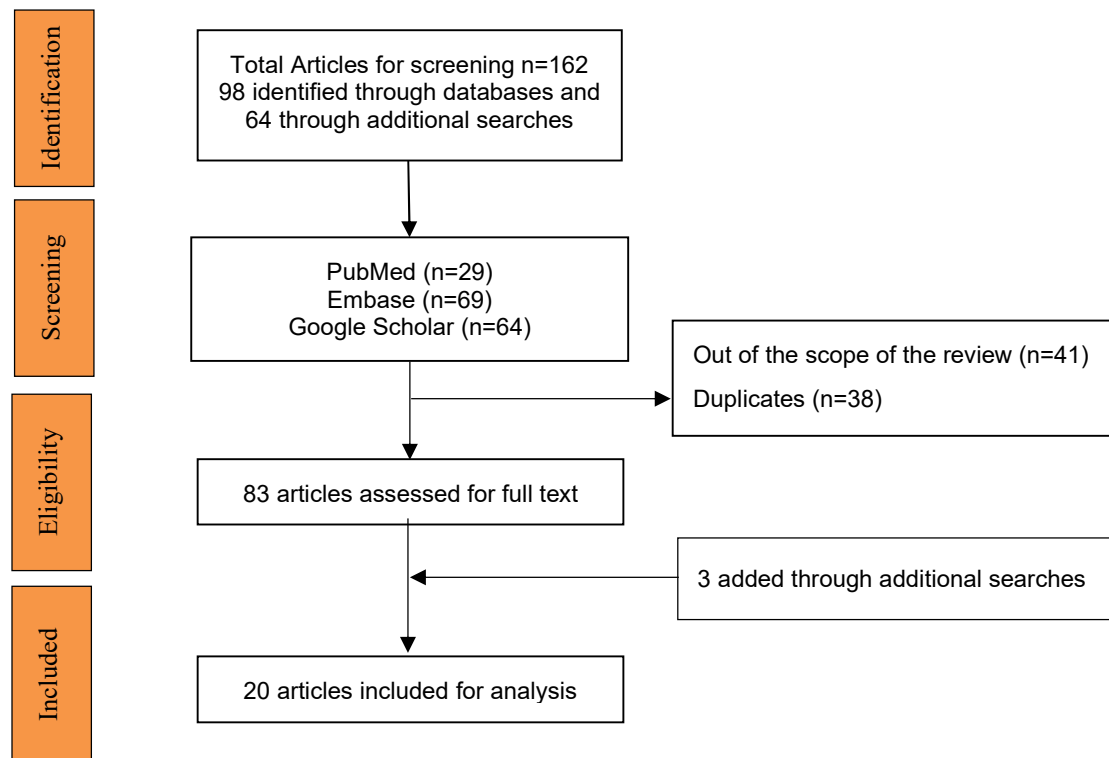 Identification
Total Articles for screening n=162
98 identified through databases and
64 through additional searches
Screening
PubMed (n=29)
Embase (n=69)
Google Scholar (n=64)
Out of the scope of the review (n=41)
Duplicates (n=38)
Eligibility
83 articles assessed for full text
3 added through additional searches
Included
20 articles included for analysis